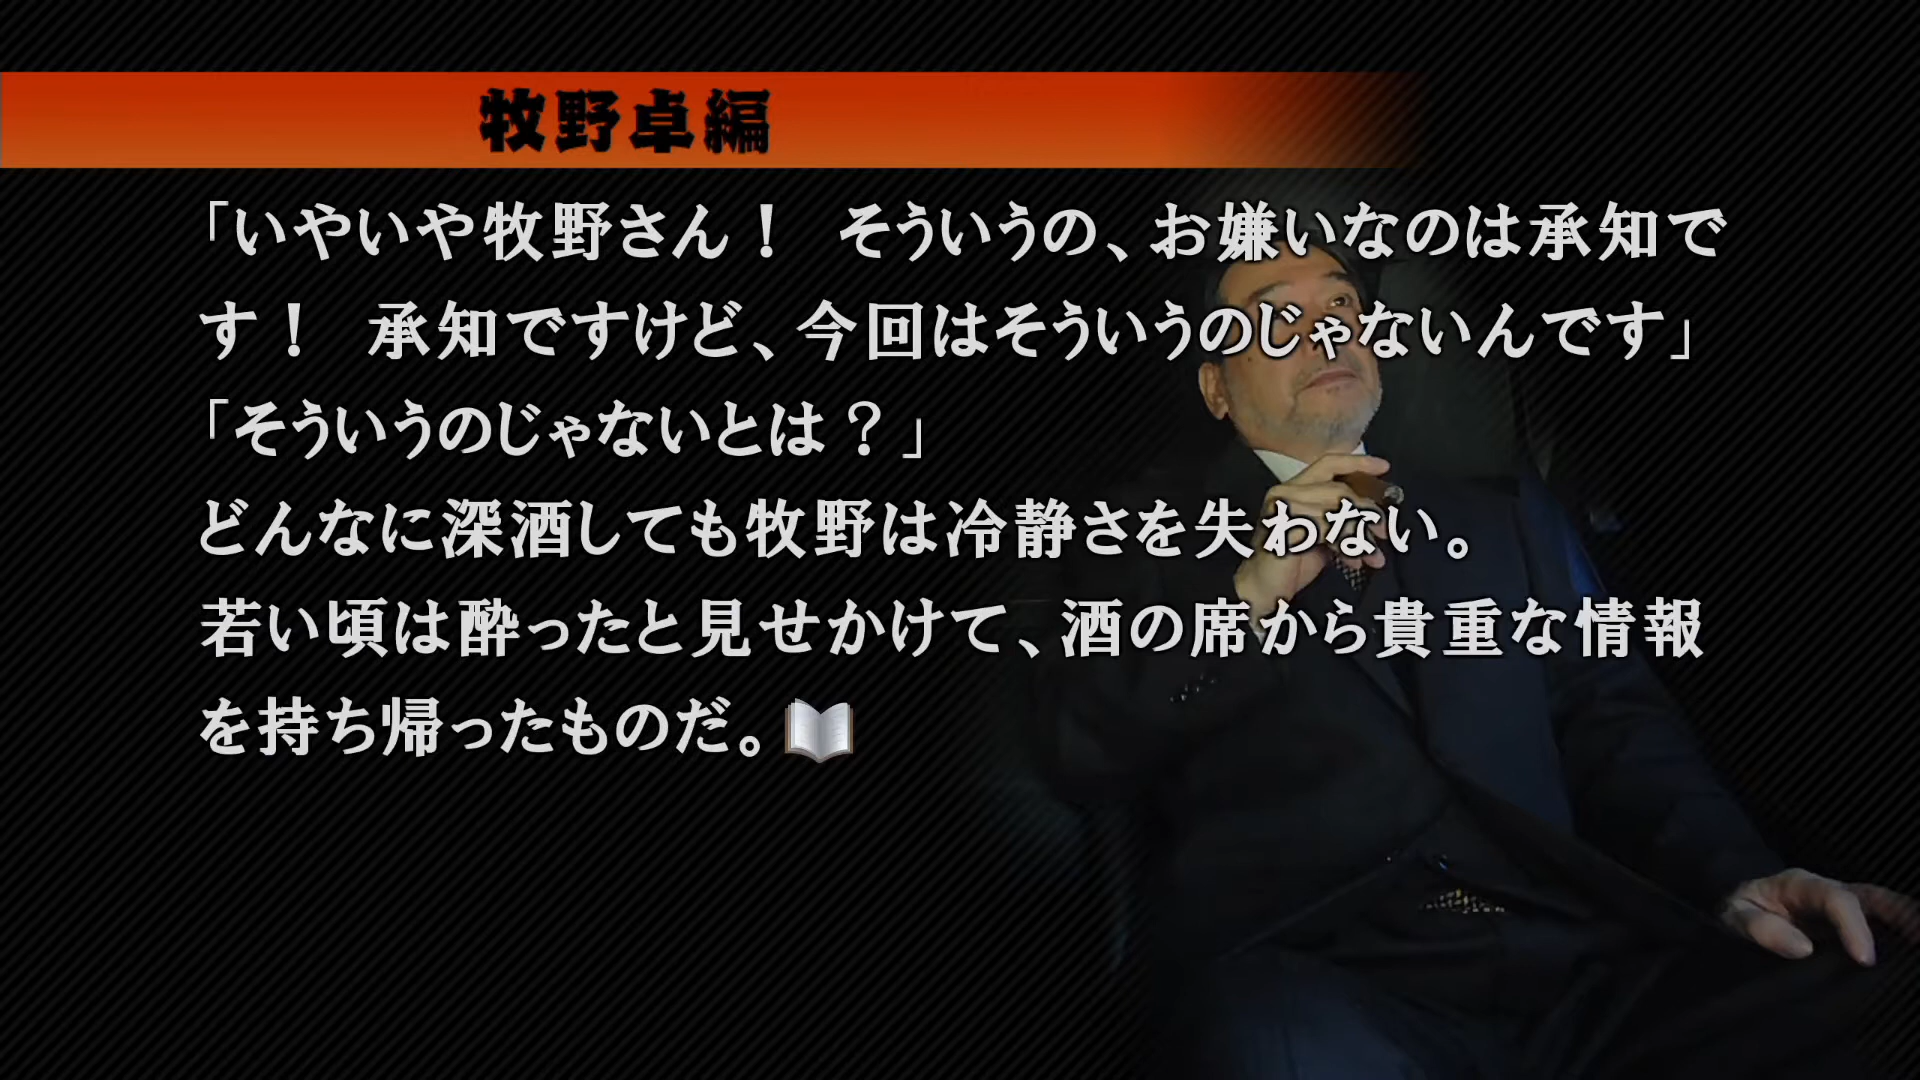 牧野卓編
「いやいや牧野さん！　そういうの、お嫌いなのは承知で
す！　承知ですけど、今回はそういうのじゃないんです」
「そういうのじゃないとは？」
どんなに深酒しても牧野は冷静さを失わない。
若い頃は酔ったと見せかけて、酒の席から貴重な情報
を持ち帰ったものだ。